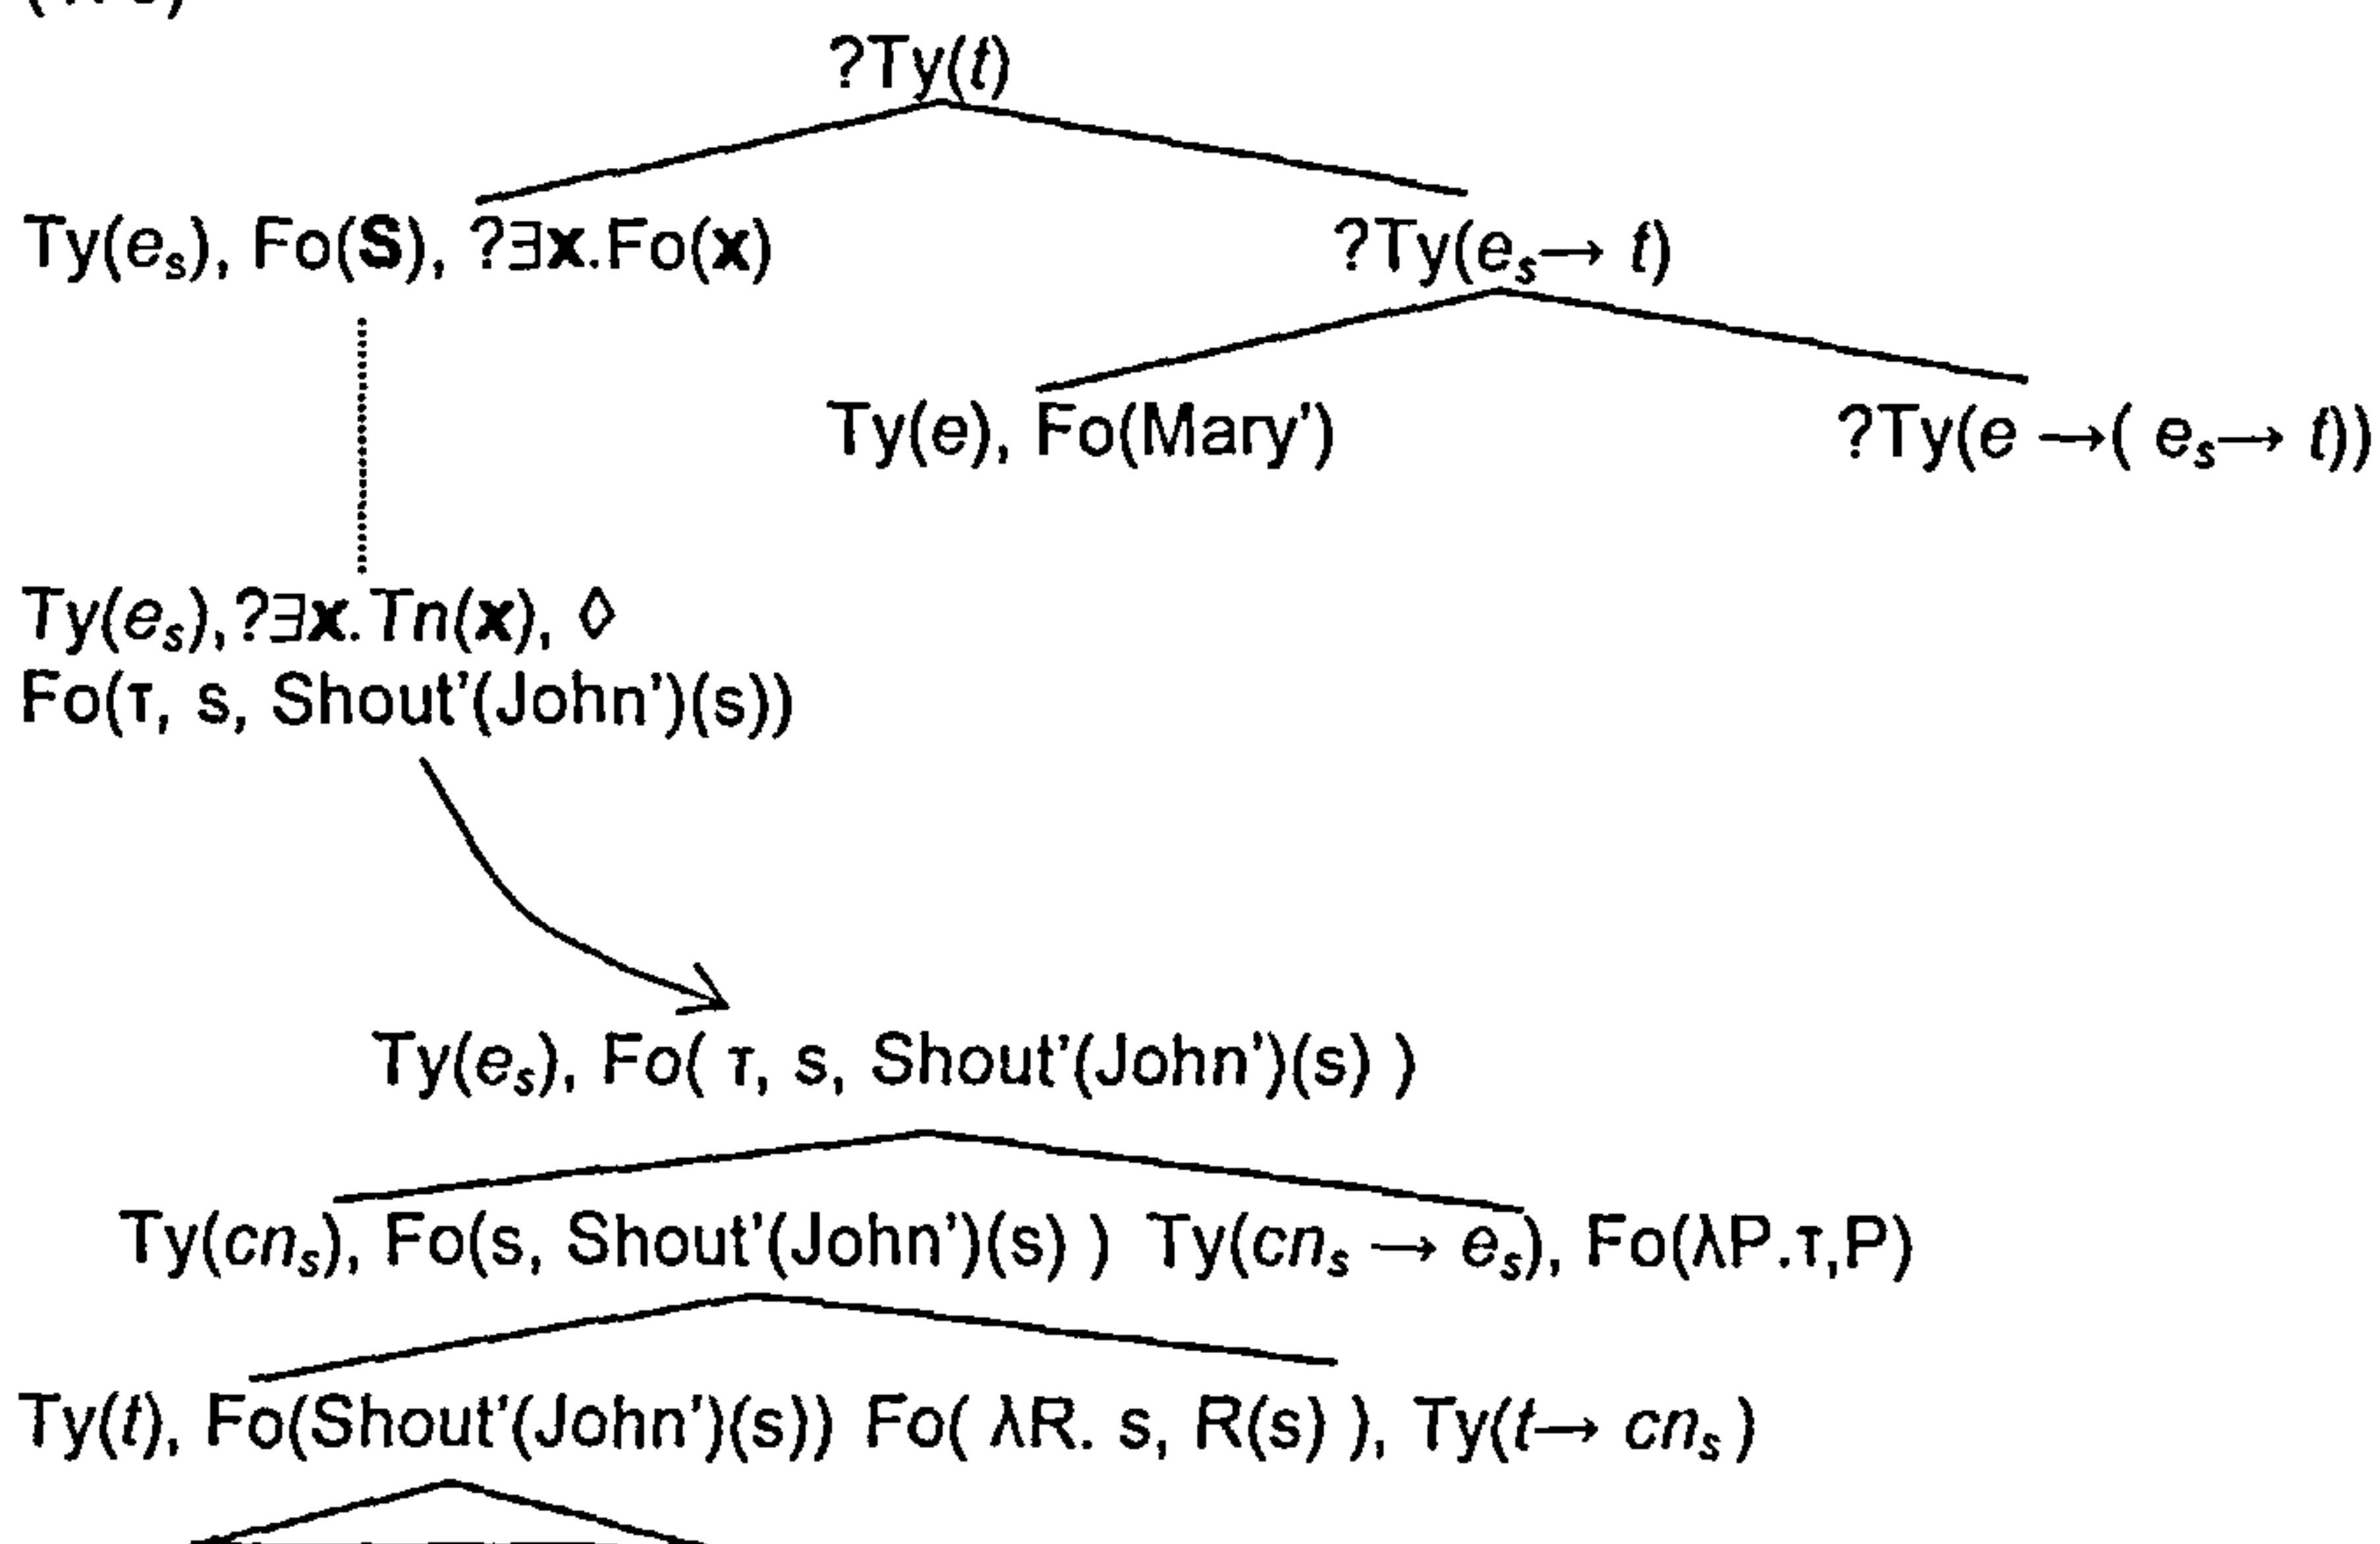 ?Ty(t)
Ty(eₛ), Fo(S), ?∃x.Fo(x) ?Ty(eₛ→ t)
Ty(e), Fo(Mary’) ?Ty(e →( eₛ→ t))
Ty(eₛ),?∃x.Tn(x), ◊
Fo(τ, s, Shout’(John’)(s))
Ty(eₛ), Fo( τ, s, Shout’(John’)(s) )
Ty(cnₛ), Fo(s, Shout’(John’)(s) ) Ty(cnₛ → eₛ), Fo(λP.τ,P)
Ty(t), Fo(Shout’(John’)(s)) Fo( λR. s, R(s) ), Ty(t→ cnₛ )